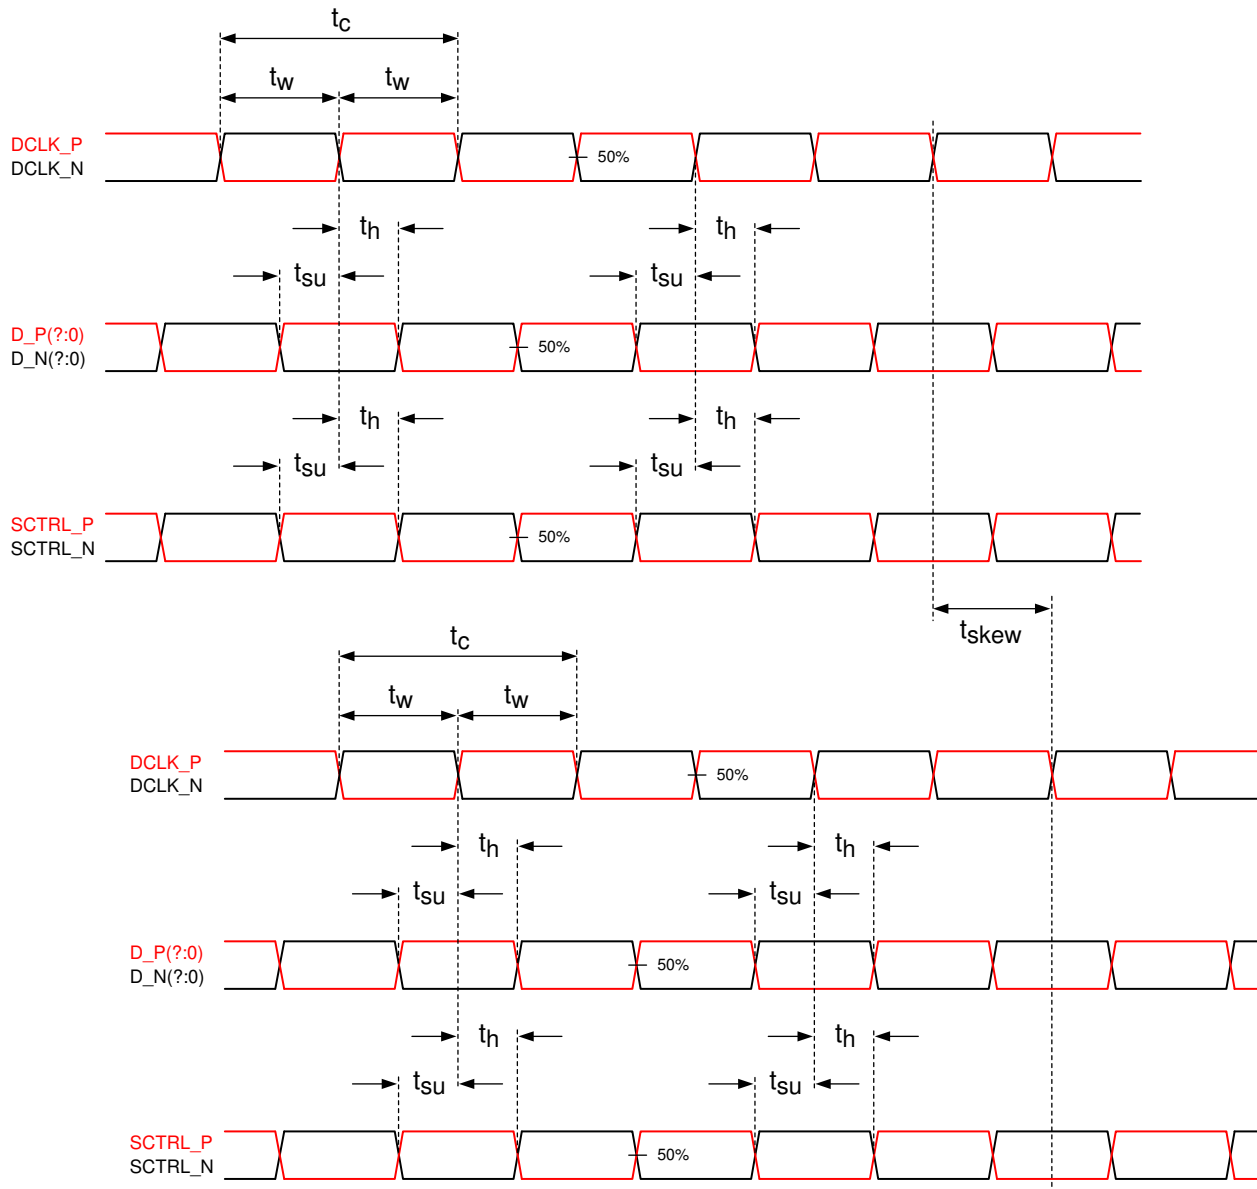 tc
tw tw
DCLK_P
DCLK_N
50%
th th
tsu tsu
D_P(?:0)
D_N(?:0)
50%
th th
tsu tsu
SCTRL_P
SCTRL_N
50%
tskew
tc
tw tw
DCLK_P
DCLK_N
50%
th th
tsu tsu
D_P(?:0)
D_N(?:0)
50%
th th
tsu tsu
SCTRL_P
SCTRL_N
50%